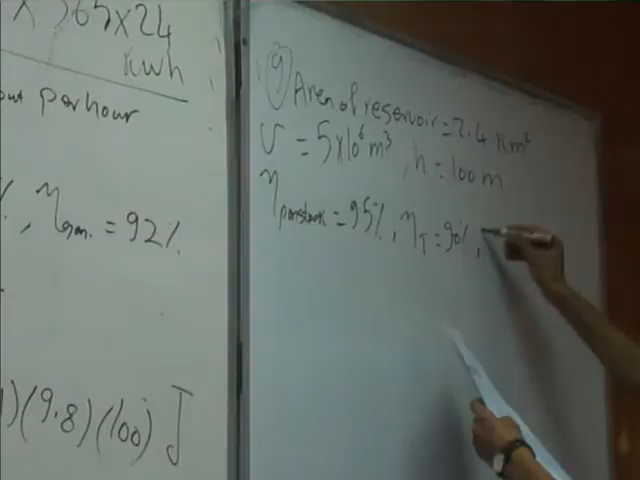 X 365x24
kwh
out per hour
%, ηgm. = 92%
)(9.8)(100) J
9) Area of reservoir = 2.4 Km²
V = 5x10⁶ m³, h = 100 m
ηpenstock = 95%, ηT = 90%,